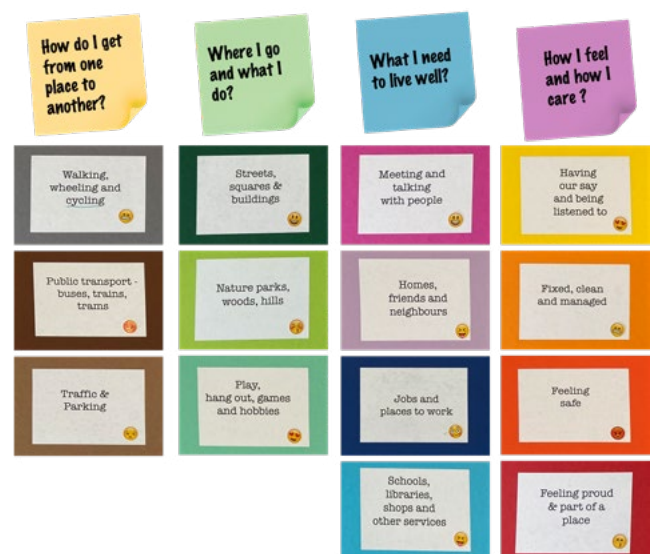 How do I get
from one
place to
another?
Where I go
and what I
do?
What I need
to live well?
How I feel
and how I
care ?
Walking,
wheeling and
cycling
Streets,
squares &
buildings
Meeting and
talking
with people
Having
our say
and being
listened to
Public transport -
buses, trains,
trams
Nature parks,
woods, hills
Homes,
friends and
neighbours
Fixed, clean
and managed
Traffic &
Parking
Play,
hang out, games
and hobbies
Jobs and
places to work
Feeling
safe
Schools,
libraries,
shops and
other services
Feeling proud
& part of a
place